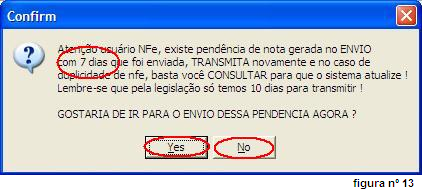 Confirm
Atenção usuário NFe, existe pendência de nota gerada no ENVIO
com 7 dias que foi enviada, TRANSMITA novamente e no caso de
duplicidade de nfe, basta você CONSULTAR para que o sistema atualize !
Lembre-se que pela legislação só temos 10 dias para transmitir !
GOSTARIA DE IR PARA O ENVIO DESSA PENDENCIA AGORA ?
Yes No
figura nº 13